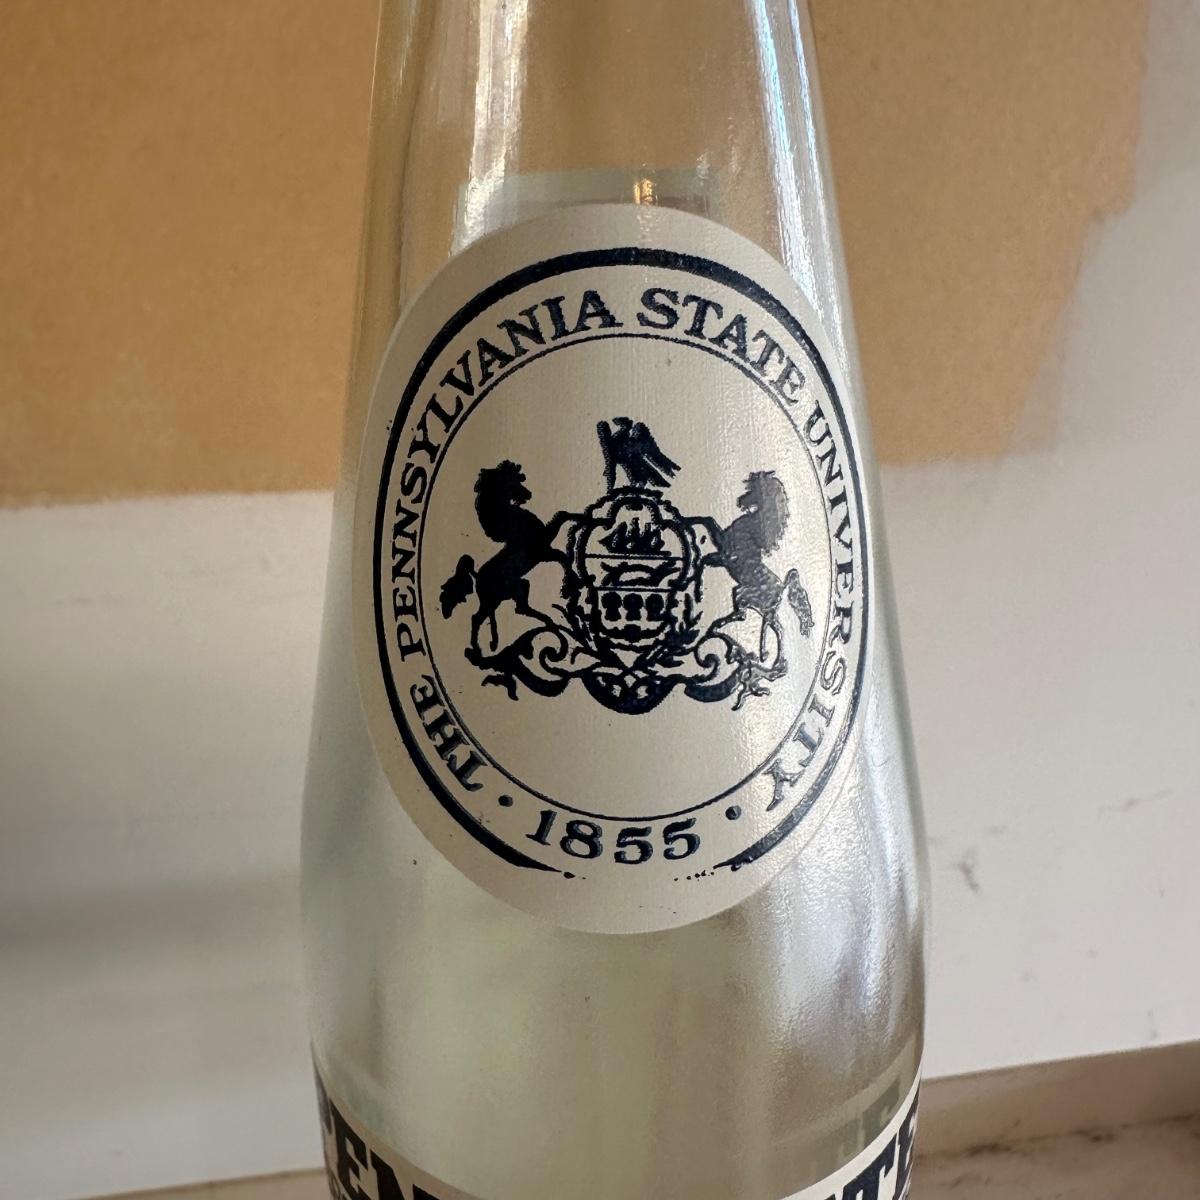 THE PENNSYLVANIA STATE UNIVERSITY
· 1855 ·